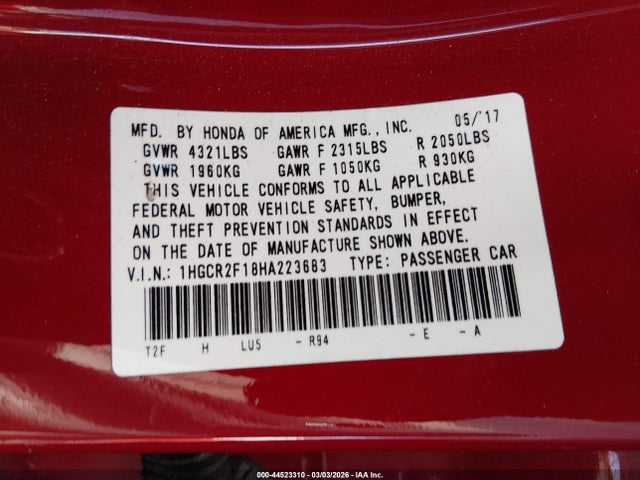 MFD. BY HONDA OF AMERICA MFG., INC. 05/'17
GVWR 4321LBS GAWR F 2315LBS R 2050LBS
GVWR 1960KG GAWR F 1050KG R 930KG
THIS VEHICLE CONFORMS TO ALL APPLICABLE
FEDERAL MOTOR VEHICLE SAFETY, BUMPER,
AND THEFT PREVENTION STANDARDS IN EFFECT
ON THE DATE OF MANUFACTURE SHOWN ABOVE.
V.I.N.: 1HGCR2F18HA223683 TYPE: PASSENGER CAR
T2F H LU5 - R94 - E - A
000-44523310 - 03/03/2026 - IAA Inc.